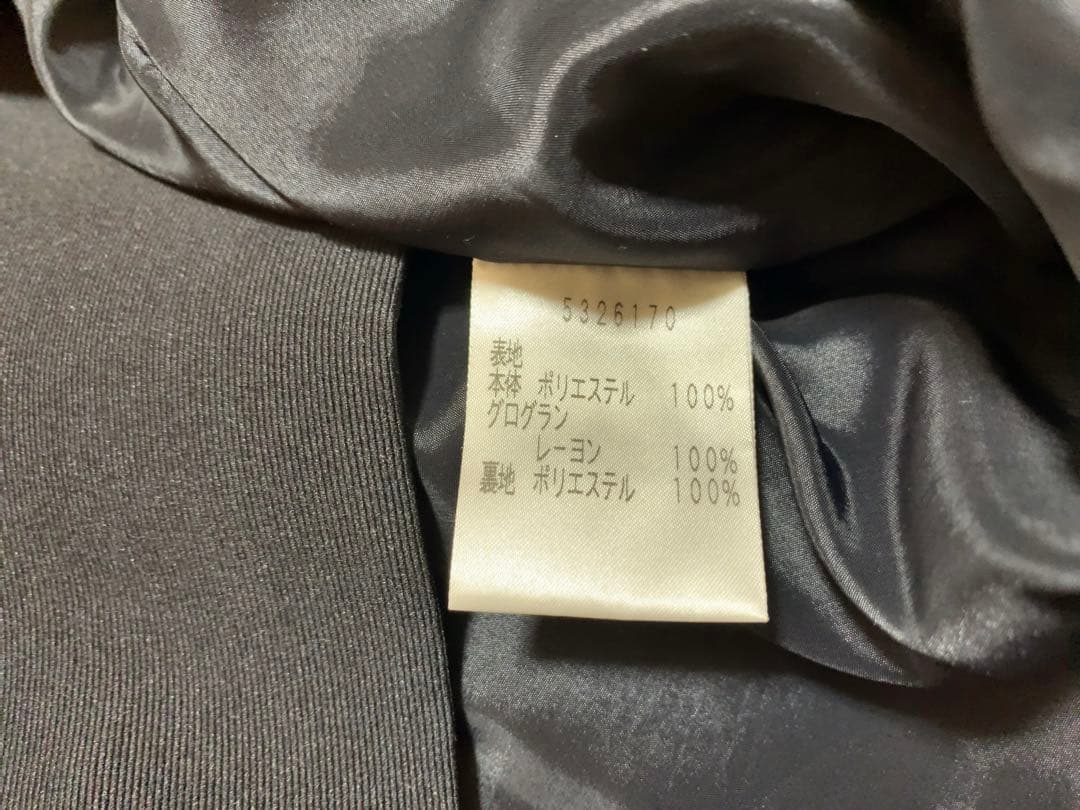 5326170
表地
本体 ポリエステル 100%
グログラン
レーヨン 100%
裏地 ポリエステル 100%